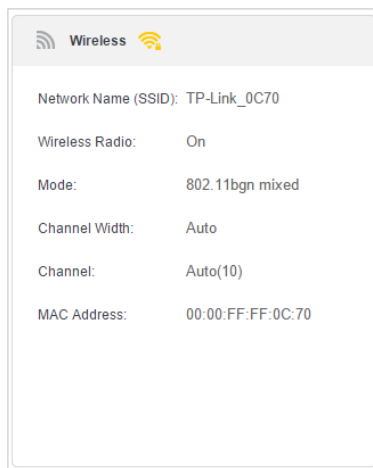 Wireless
Network Name (SSID): TP-Link_0C70
Wireless Radio: On
Mode: 802.11bgn mixed
Channel Width: Auto
Channel: Auto(10)
MAC Address: 00:00:FF:FF:0C:70